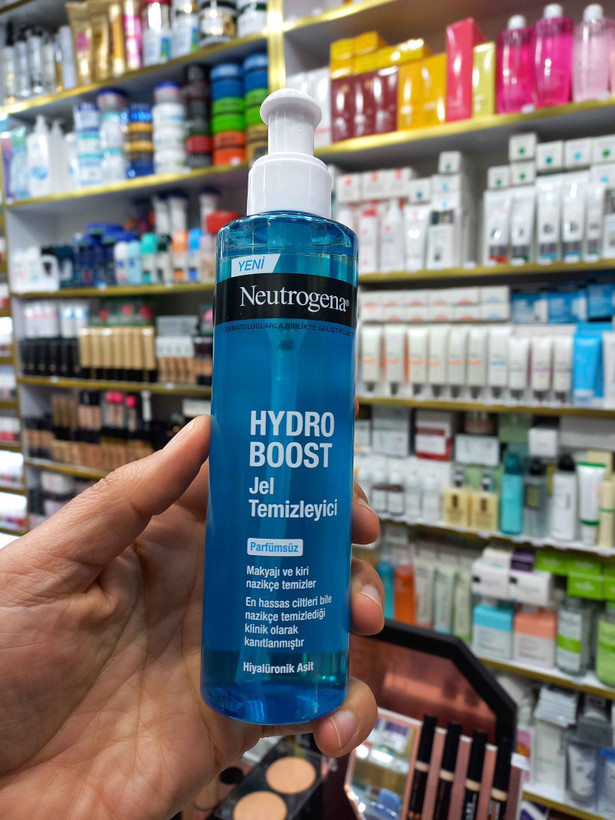 YENİ
Neutrogena®
DERMATOLOGLARLA BİRLİKTE GELİŞTİRİLMİŞTİR
HYDRO
BOOST
Jel
Temizleyici
Parfümsüz
Makyajı ve kiri
nazikçe temizler
En hassas ciltleri bile
nazikçe temizlediği
klinik olarak
kanıtlanmıştır
Hiyalüronik Asit